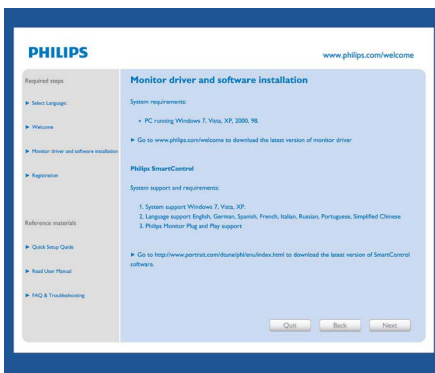 PHILIPS
www.philips.com/welcome
Required steps
▶ Select Language:
▶ Welcome
▶ Monitor driver and software installation
▶ Registration
Reference materials
▶ Quick Setup Guide
▶ Read User Manual
▶ FAQ & Troubleshooting
Monitor driver and software installation
System requirements:
• PC running Windows 7, Vista, XP, 2000, 98.
▶ Go to www.philips.com/welcome to download the latest version of monitor driver
Philips SmartControl
System support and requirements:
1. System support Windows 7, Vista, XP.
2. Language support English, German, Spanish, French, Italian, Russian, Portuguese, Simplified Chinese
3. Philips Monitor Plug and Play support
▶ Go to http://www.portrait.com/dtune/phl/enu/index.html to download the latest version of SmartControl
software.
Quit
Back
Next